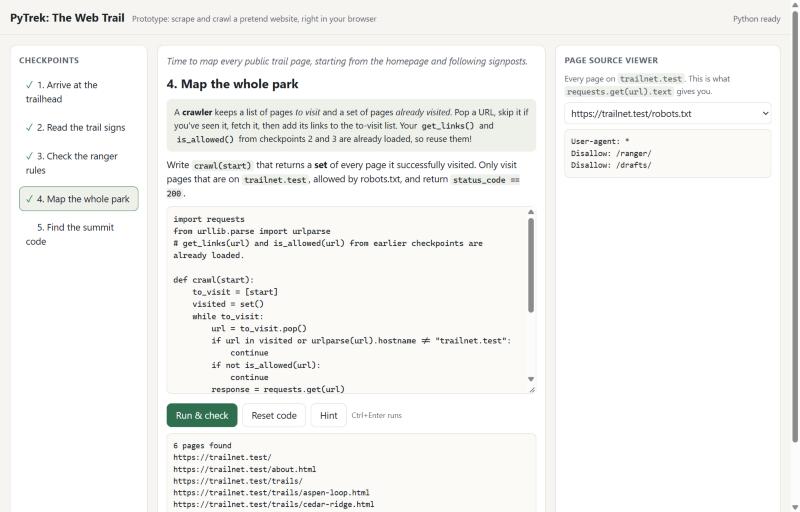 PyTrek: The Web Trail Prototype: scrape and crawl a pretend website, right in your browser Python ready
CHECKPOINTS
✓ 1. Arrive at the
trailhead
✓ 2. Read the trail signs
✓ 3. Check the ranger
rules
✓ 4. Map the whole park
5. Find the summit
code
Time to map every public trail page, starting from the homepage and following signposts.
4. Map the whole park
A crawler keeps a list of pages to visit and a set of pages already visited. Pop a URL, skip it if
you've seen it, fetch it, then add its links to the to-visit list. Your get_links() and
is_allowed() from checkpoints 2 and 3 are already loaded, so reuse them!
Write crawl(start) that returns a set of every page it successfully visited. Only visit
pages that are on trailnet.test, allowed by robots.txt, and return status_code ==
200.
import requests
from urllib.parse import urlparse
# get_links(url) and is_allowed(url) from earlier checkpoints are
already loaded.
def crawl(start):
to_visit = [start]
visited = set()
while to_visit:
url = to_visit.pop()
if url in visited or urlparse(url).hostname != "trailnet.test":
continue
if not is_allowed(url):
continue
response = requests.get(url)
Run & check Reset code Hint Ctrl+Enter runs
6 pages found
https://trailnet.test/
https://trailnet.test/about.html
https://trailnet.test/trails/
https://trailnet.test/trails/aspen-loop.html
https://trailnet.test/trails/cedar-ridge.html
PAGE SOURCE VIEWER
Every page on trailnet.test. This is what
requests.get(url).text gives you.
https://trailnet.test/robots.txt
User-agent: *
Disallow: /ranger/
Disallow: /drafts/